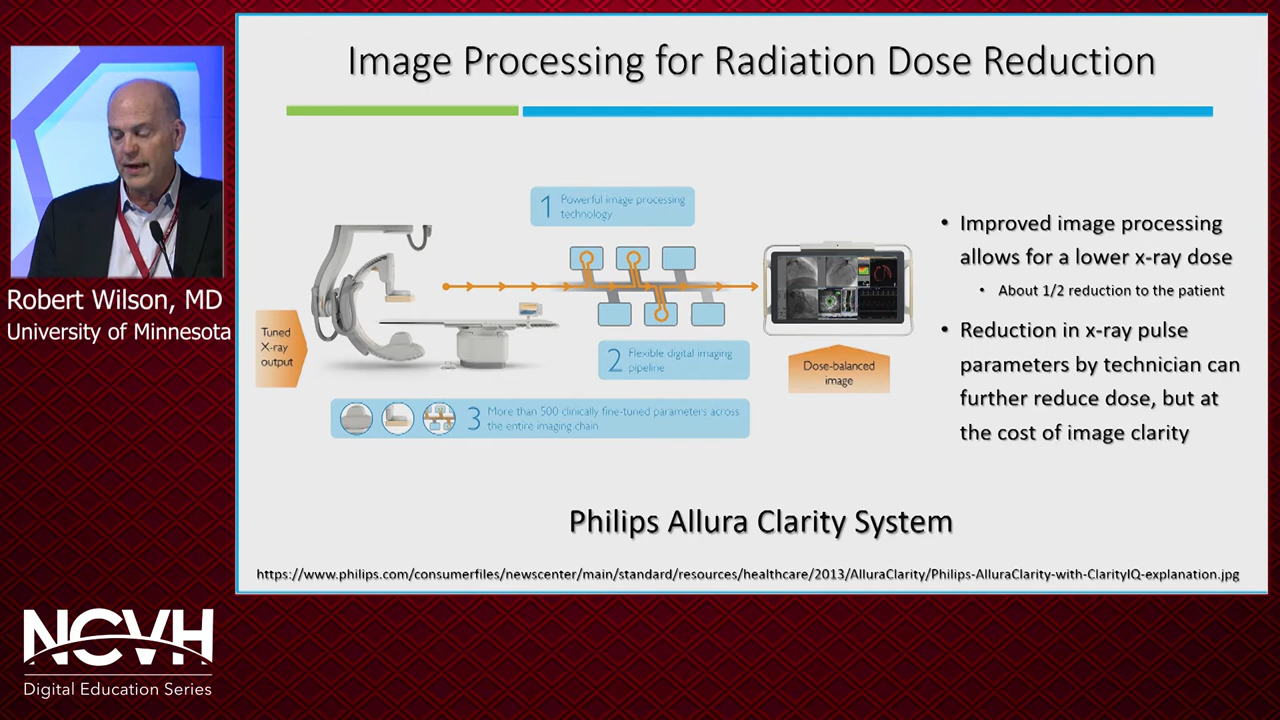 Image Processing for Radiation Dose Reduction
1 Powerful image processing
technology
Tuned
X-ray
output
2 Flexible digital imaging
pipeline
Dose-balanced
image
3 More than 500 clinically fine-tuned parameters across
the entire imaging chain
• Improved image processing
allows for a lower x-ray dose
• About 1/2 reduction to the patient
• Reduction in x-ray pulse
parameters by technician can
further reduce dose, but at
the cost of image clarity
Philips Allura Clarity System
https://www.philips.com/consumerfiles/newscenter/main/standard/resources/healthcare/2013/AlluraClarity/Philips-AlluraClarity-with-ClarityIQ-explanation.jpg
Robert Wilson, MD
University of Minnesota
NCVH
Digital Education Series